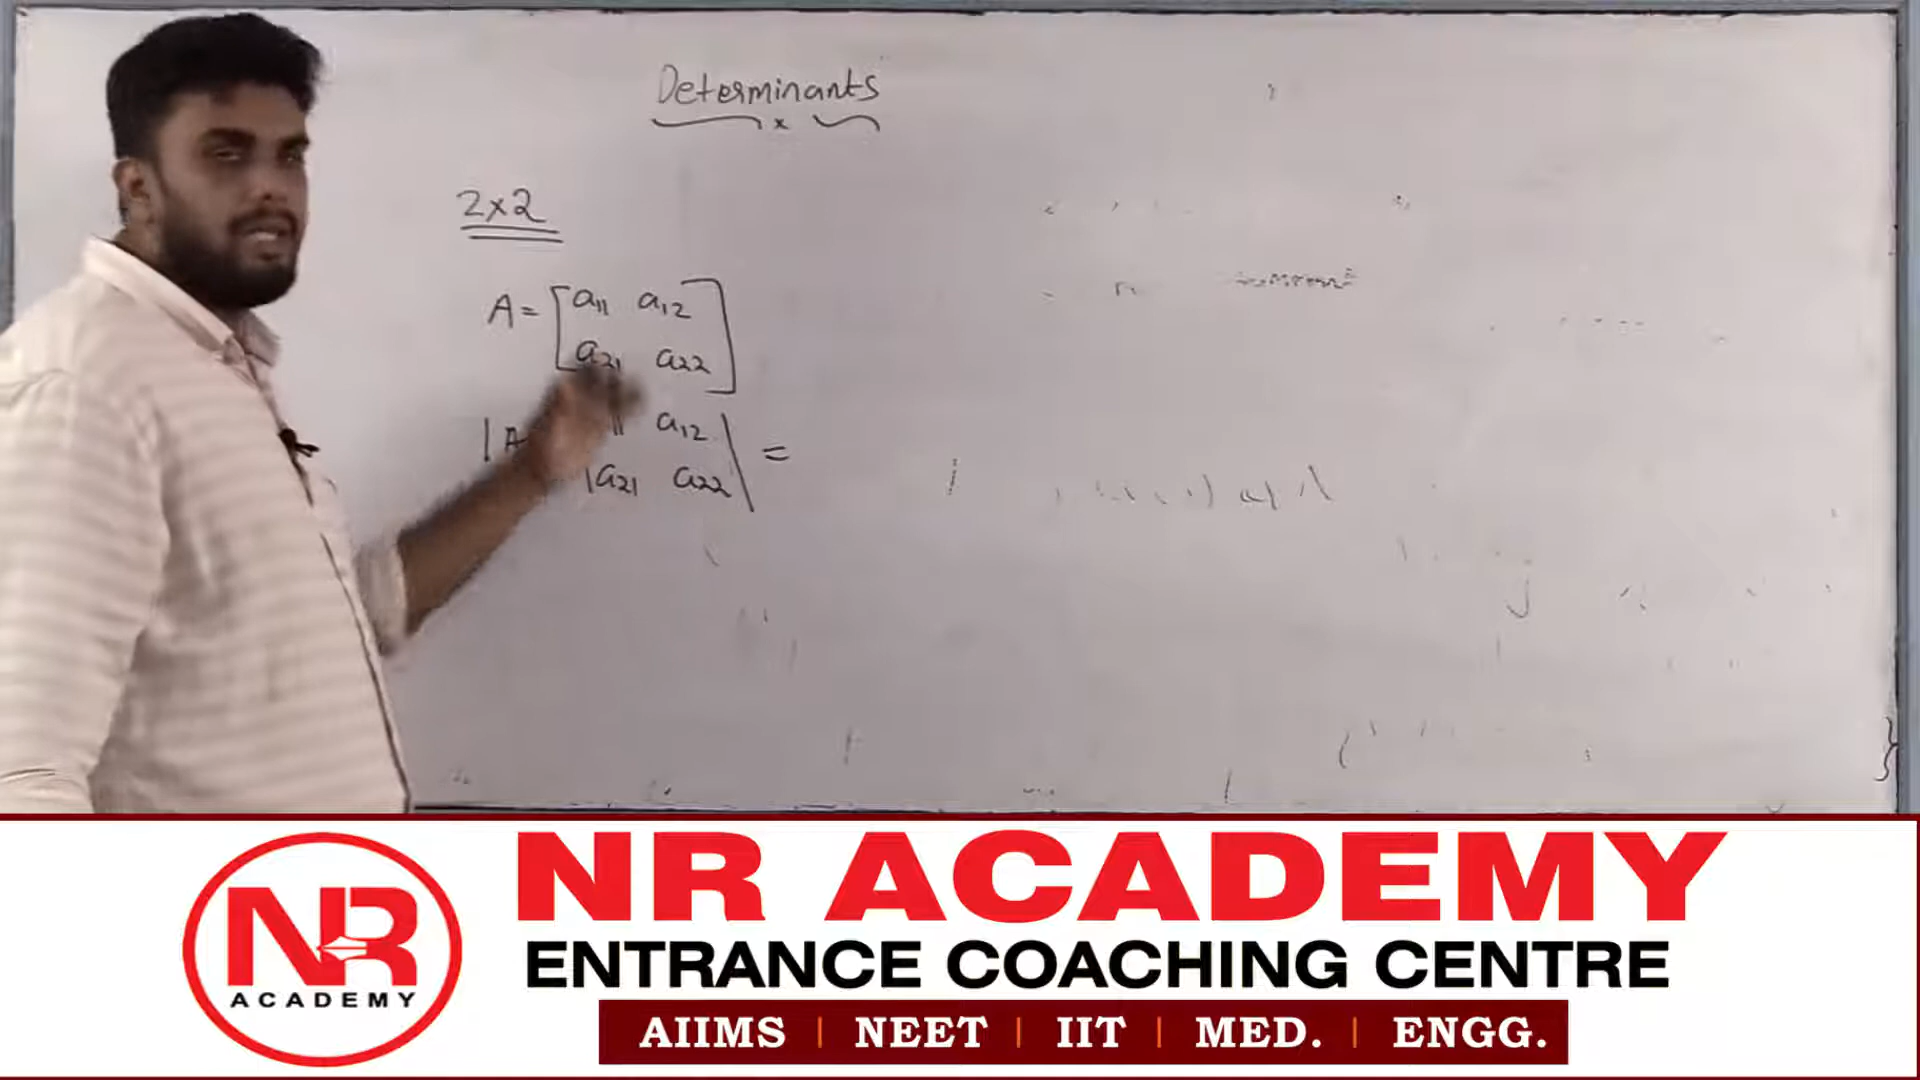 Determinants
2×2
A = [a11 a12
a21 a22]
|A a12| =
|a21 a22|
NR ACADEMY
ENTRANCE COACHING CENTRE
AIIMS | NEET | IIT | MED. | ENGG.
NR
ACADEMY